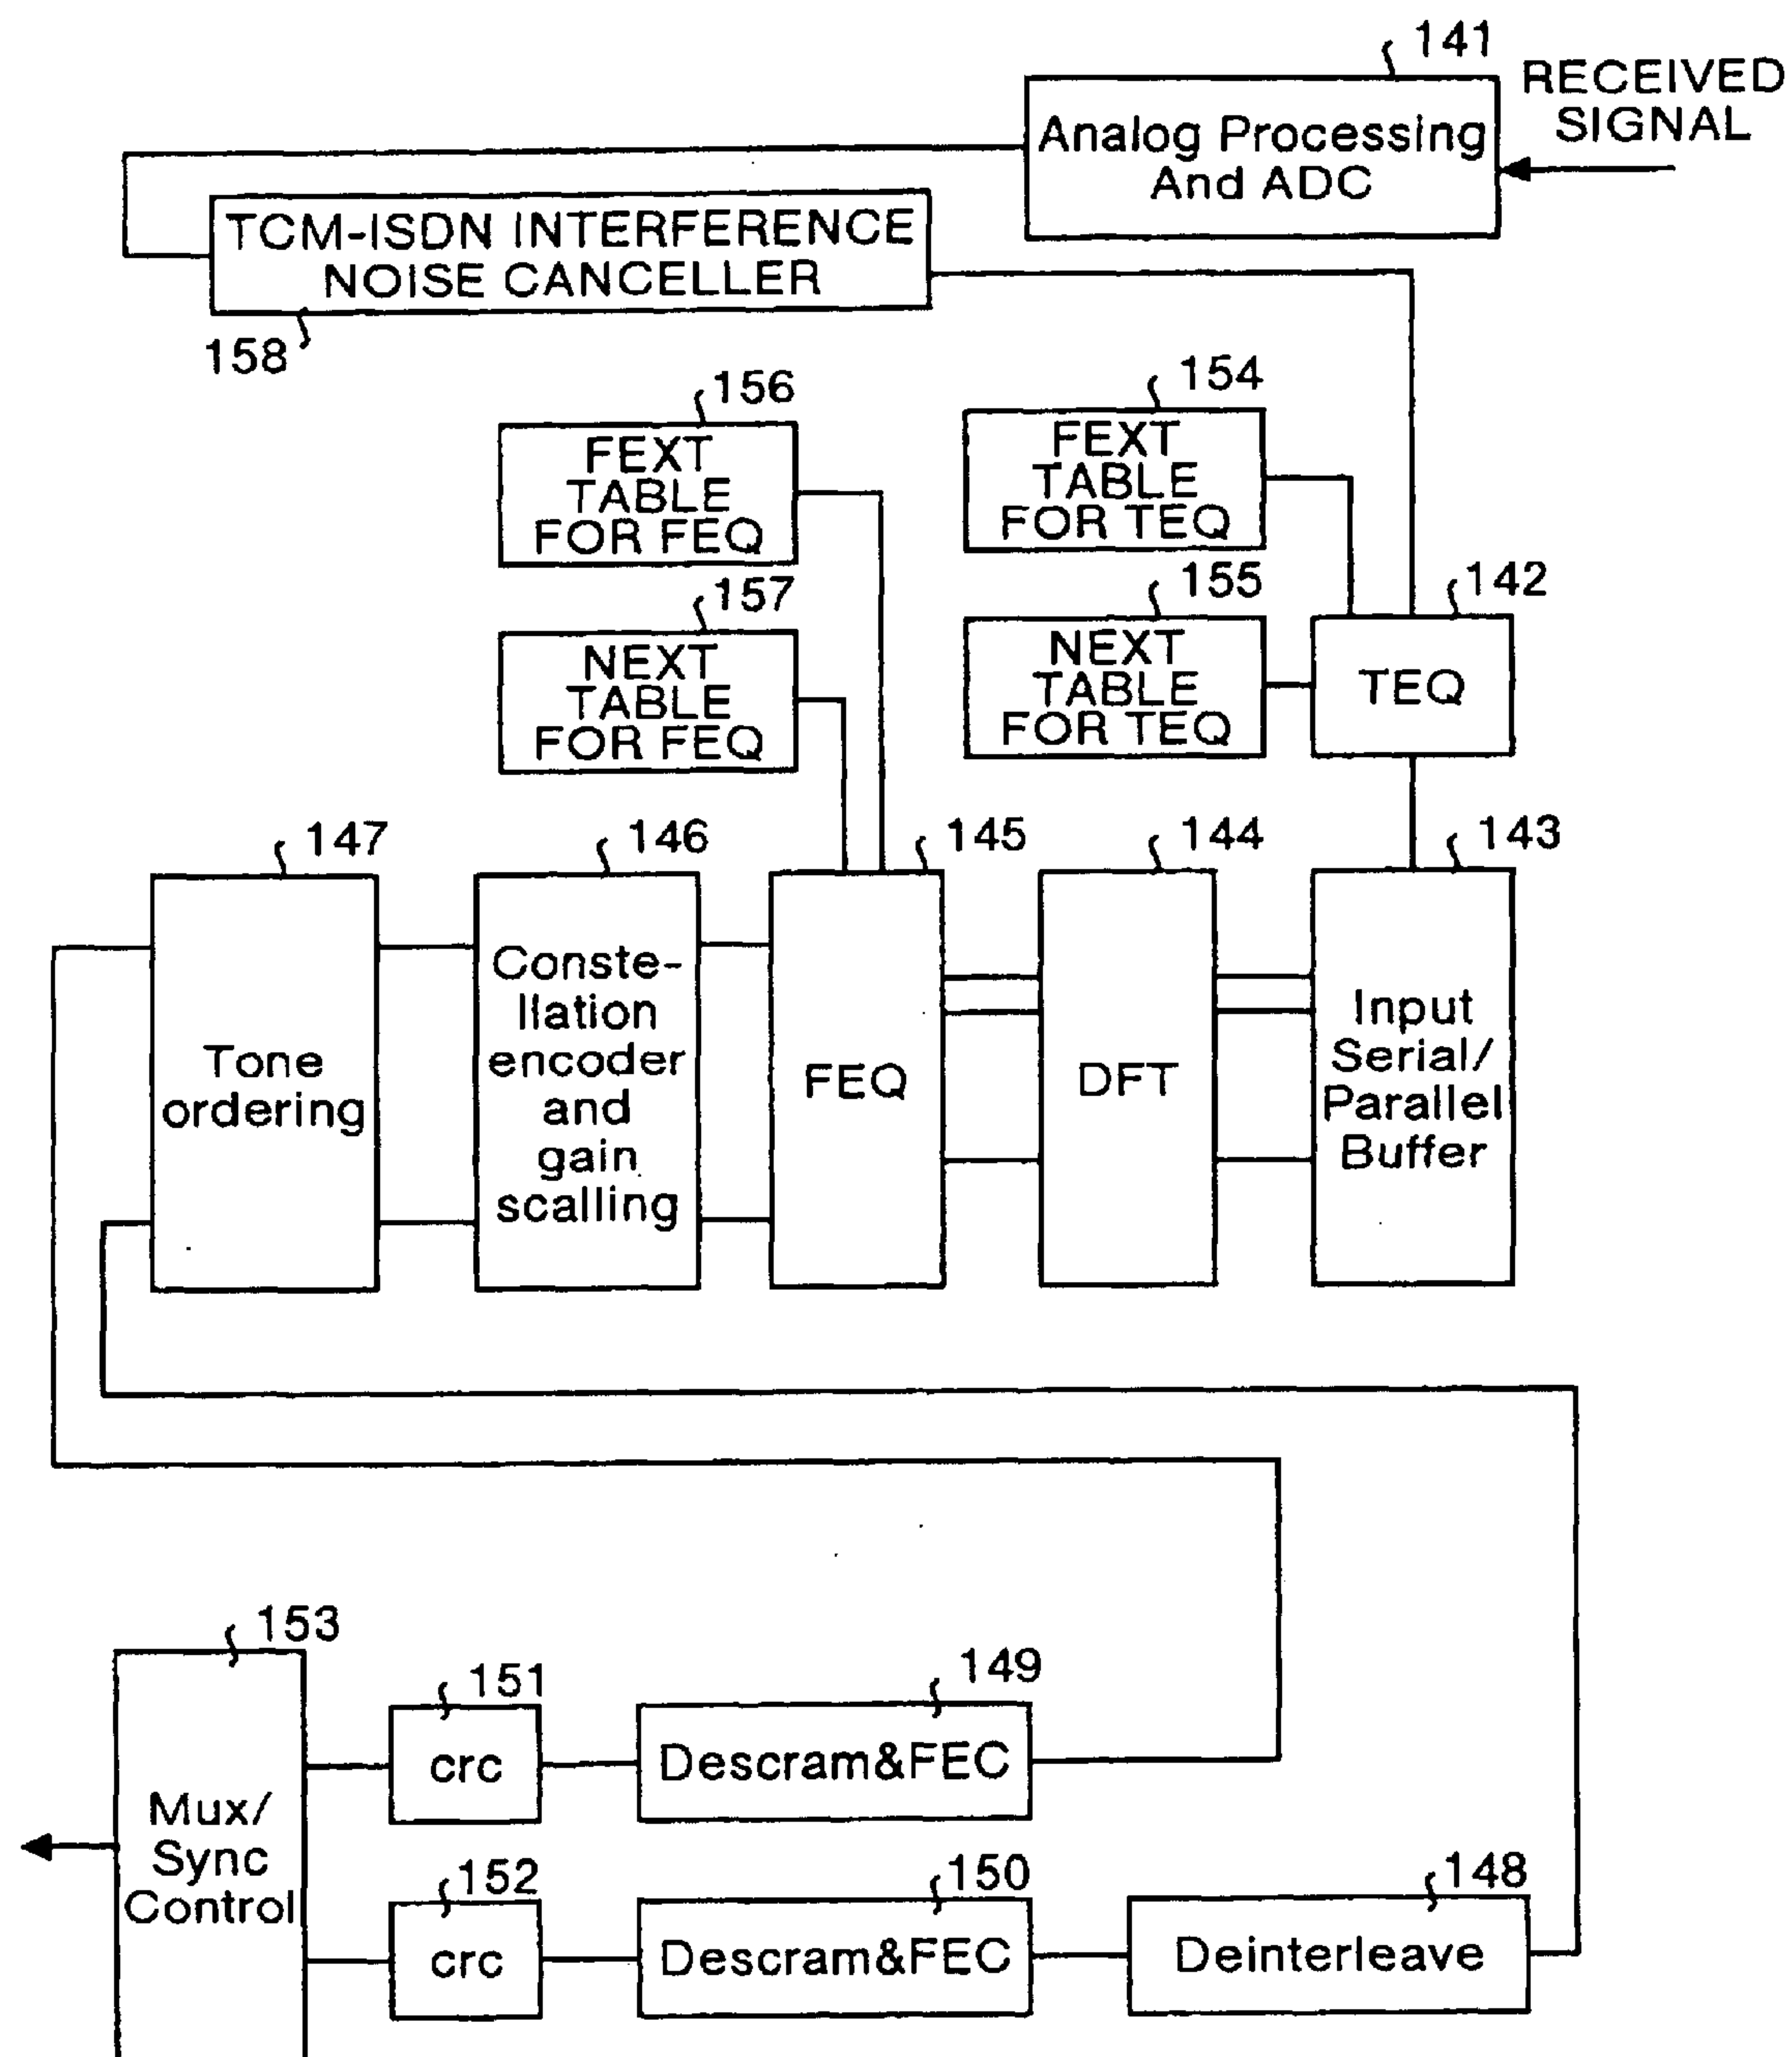 141
RECEIVED
SIGNAL
Analog Processing
And ADC
TCM-ISDN INTERFERENCE
NOISE CANCELLER
158
156
FEXT
TABLE
FOR FEQ
154
FEXT
TABLE
FOR TEQ
157
NEXT
TABLE
FOR FEQ
155
NEXT
TABLE
FOR TEQ
142
TEQ
147
Tone
ordering
146
Conste-
llation
encoder
and
gain
scalling
145
FEQ
144
DFT
143
Input
Serial/
Parallel
Buffer
153
Mux/
Sync
Control
151
crc
149
Descram&FEC
152
crc
150
Descram&FEC
148
Deinterleave